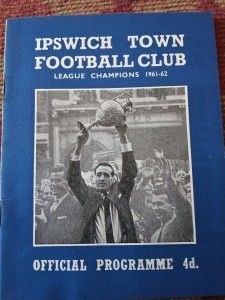 IPSWICH TOWN
FOOTBALL CLUB
LEAGUE CHAMPIONS 1961-62
OFFICIAL PROGRAMME 4d.